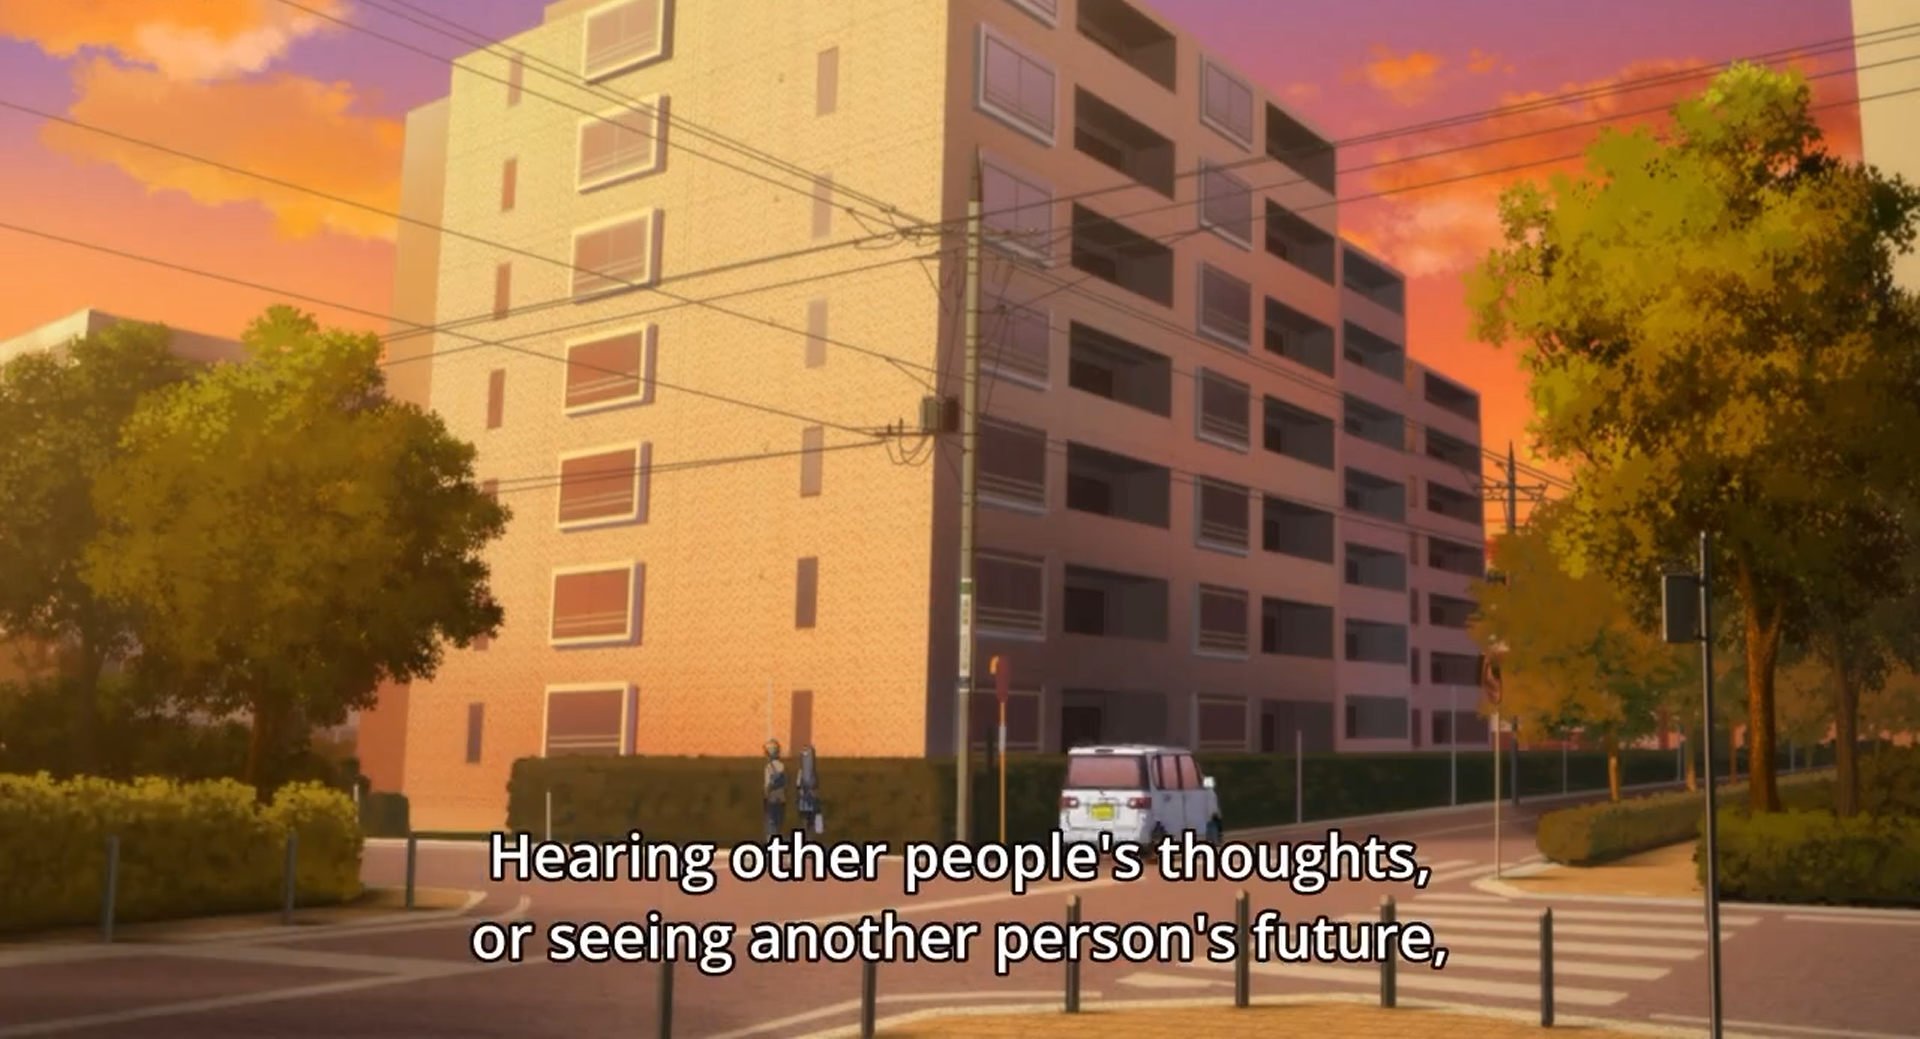 Hearing other people's thoughts,
or seeing another person's future,